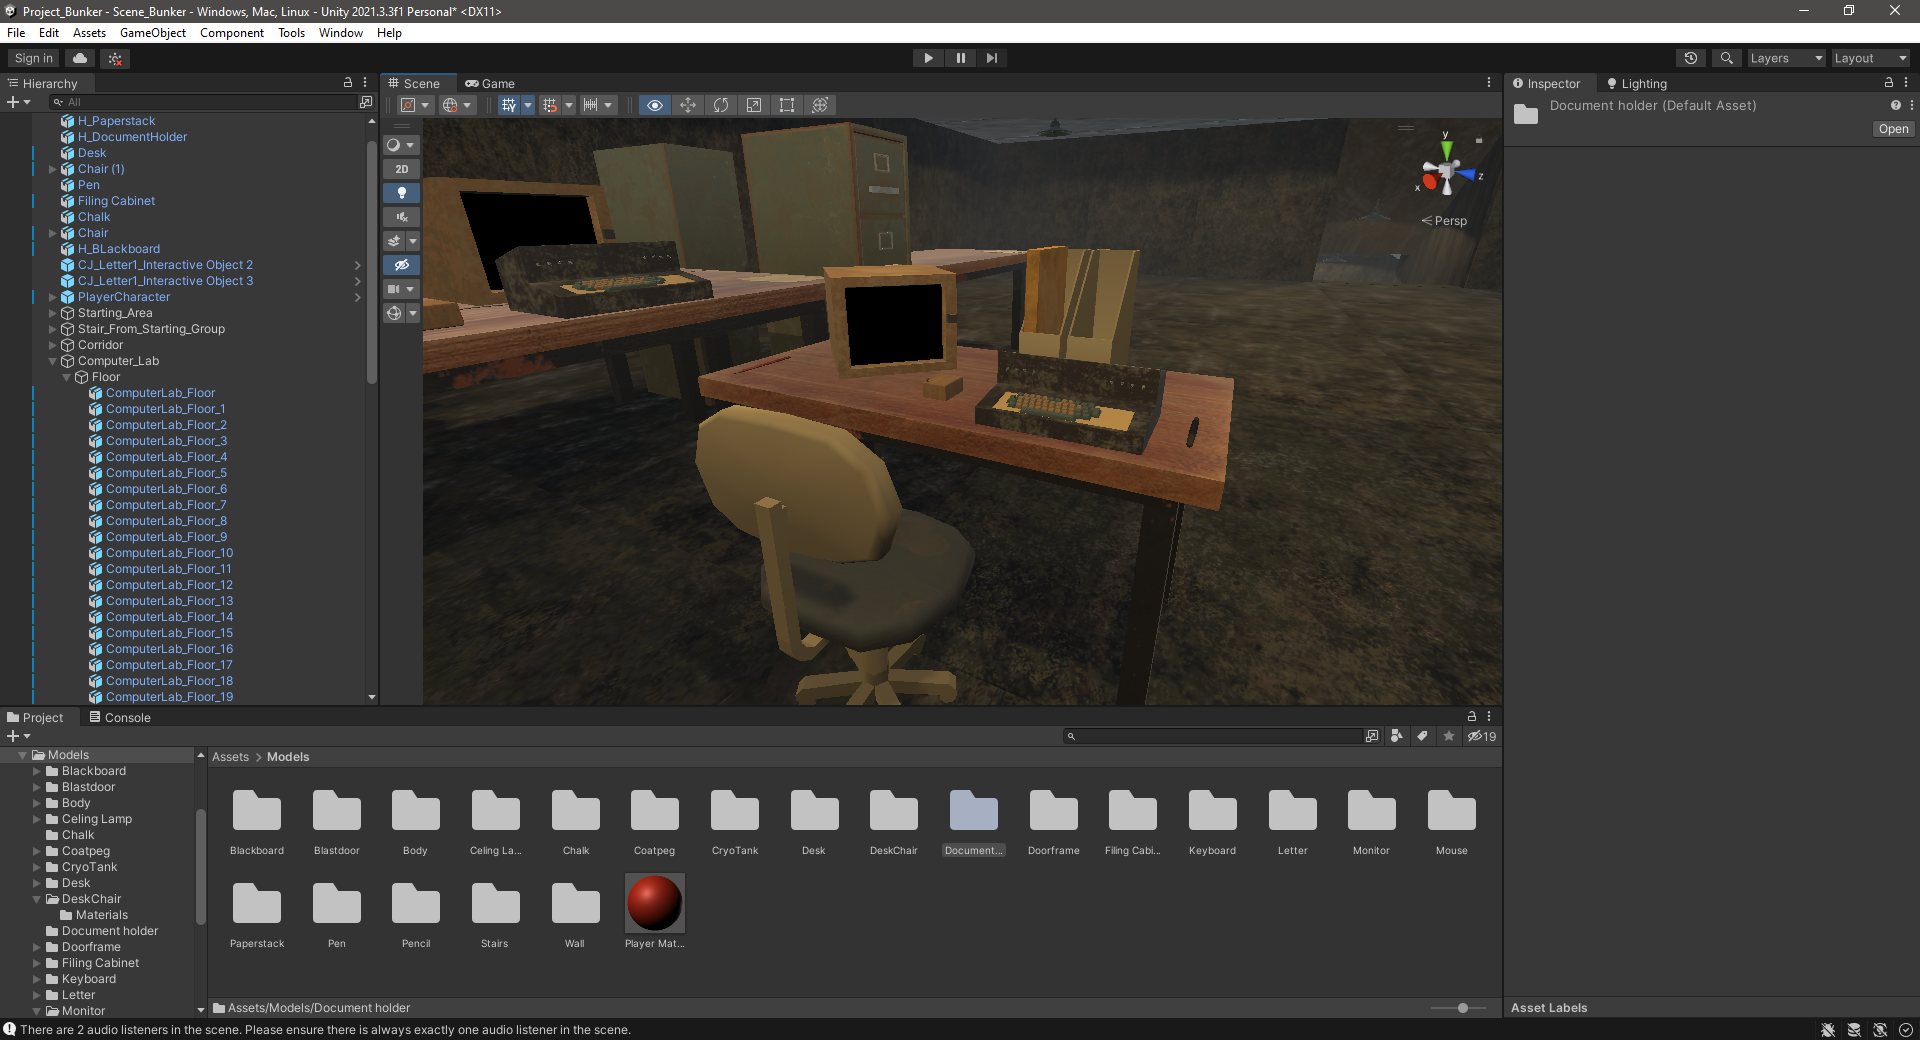 Project_Bunker - Scene_Bunker - Windows, Mac, Linux - Unity 2021.3.3f1 Personal* <DX11>
File Edit Assets GameObject Component Tools Window Help
Sign in
Layers
Layout
Hierarchy
All
H_Paperstack
H_DocumentHolder
Desk
Chair (1)
Pen
Filing Cabinet
Chalk
Chair
H_BLackboard
CJ_Letter1_Interactive Object 2
CJ_Letter1_Interactive Object 3
PlayerCharacter
Starting_Area
Stair_From_Starting_Group
Corridor
Computer_Lab
Floor
ComputerLab_Floor
ComputerLab_Floor_1
ComputerLab_Floor_2
ComputerLab_Floor_3
ComputerLab_Floor_4
ComputerLab_Floor_5
ComputerLab_Floor_6
ComputerLab_Floor_7
ComputerLab_Floor_8
ComputerLab_Floor_9
ComputerLab_Floor_10
ComputerLab_Floor_11
ComputerLab_Floor_12
ComputerLab_Floor_13
ComputerLab_Floor_14
ComputerLab_Floor_15
ComputerLab_Floor_16
ComputerLab_Floor_17
ComputerLab_Floor_18
ComputerLab_Floor_19
Scene Game
2D
y
x
z
Persp
Inspector Lighting
Document holder (Default Asset)
Open
Asset Labels
Project Console
19
Models
Blackboard
Blastdoor
Body
Celing Lamp
Chalk
Coatpeg
CryoTank
Desk
DeskChair
Materials
Document holder
Doorframe
Filing Cabinet
Keyboard
Letter
Monitor
Assets > Models
Blackboard Blastdoor Body Celing La... Chalk Coatpeg CryoTank Desk DeskChair Document... Doorframe Filing Cabi... Keyboard Letter Monitor Mouse
Paperstack Pen Pencil Stairs Wall Player Mat...
Assets/Models/Document holder
There are 2 audio listeners in the scene. Please ensure there is always exactly one audio listener in the scene.